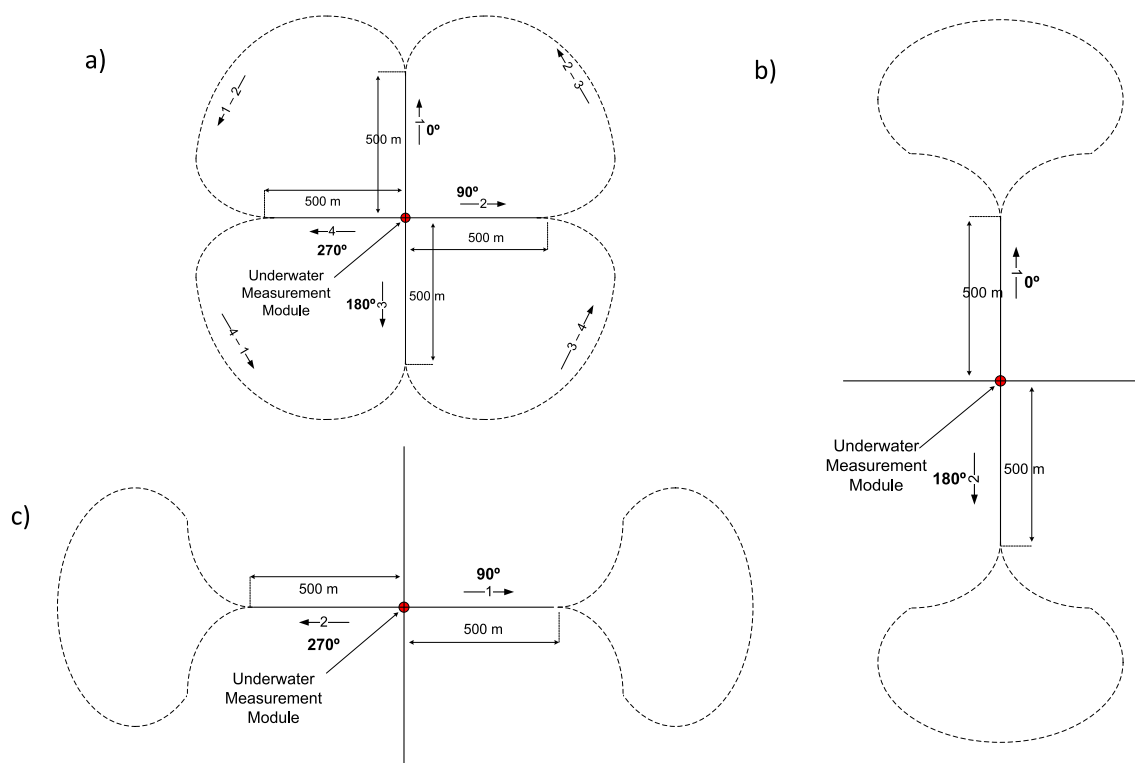 a)
1 – 2
2 – 3
500 m
1
0º
500 m
90º
2
4
270º
500 m
Underwater
Measurement
Module
180º
3
500 m
4 – 1
3 – 4
b)
500 m
1
0º
Underwater
Measurement
Module
180º
2
500 m
c)
500 m
90º
1
2
270º
500 m
Underwater
Measurement
Module